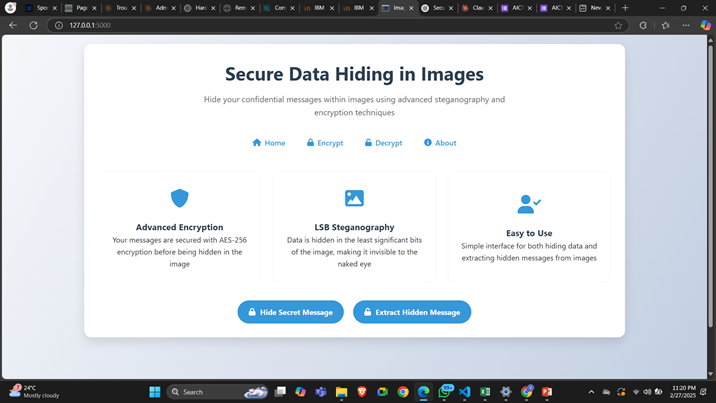 Spo
Page
Trou
Adm
Han
Rem
Con
IBM
IBM
Imag
Secu
Clau
AICT
AICT
New
127.0.0.1:5000
Secure Data Hiding in Images
Hide your confidential messages within images using advanced steganography and
encryption techniques
Home
Encrypt
Decrypt
About
Advanced Encryption
Your messages are secured with AES-256
encryption before being hidden in the
image
LSB Steganography
Data is hidden in the least significant bits
of the image, making it invisible to the
naked eye
Easy to Use
Simple interface for both hiding data and
extracting hidden messages from images
Hide Secret Message
Extract Hidden Message
24°C
Mostly cloudy
Search
99+
11:20 PM
2/27/2025